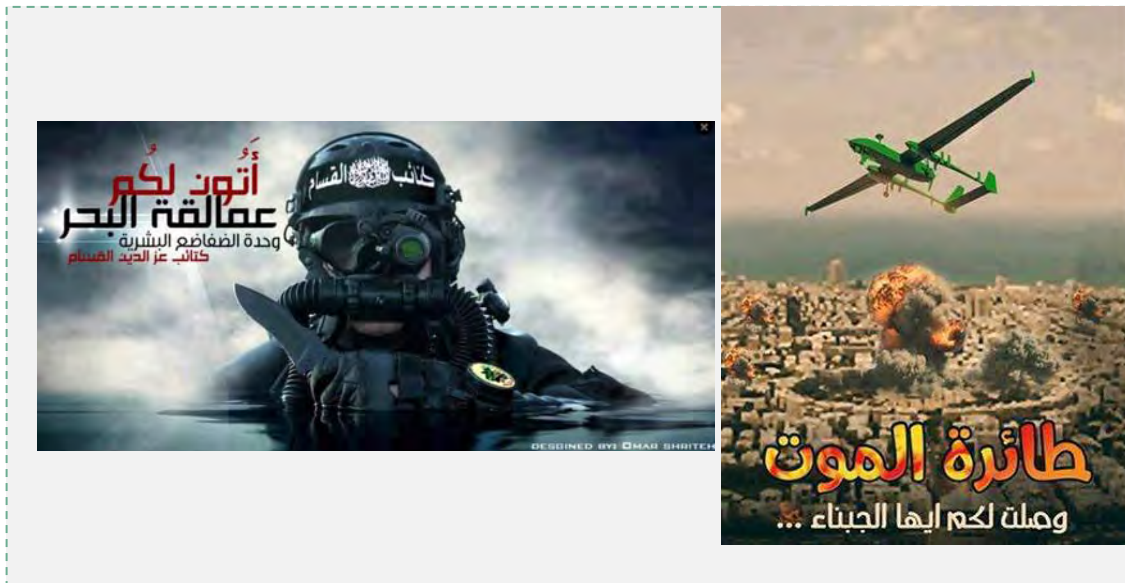 أَتُون لكُم
عمالقة البحر
وحدة الضفاضع البشرية
كتائب عز الدين القسام
كتائب القسام
DESGINED BY: OMAR SHRITEH
طائرة الموت
وصلت لكم ايها الجبناء ...